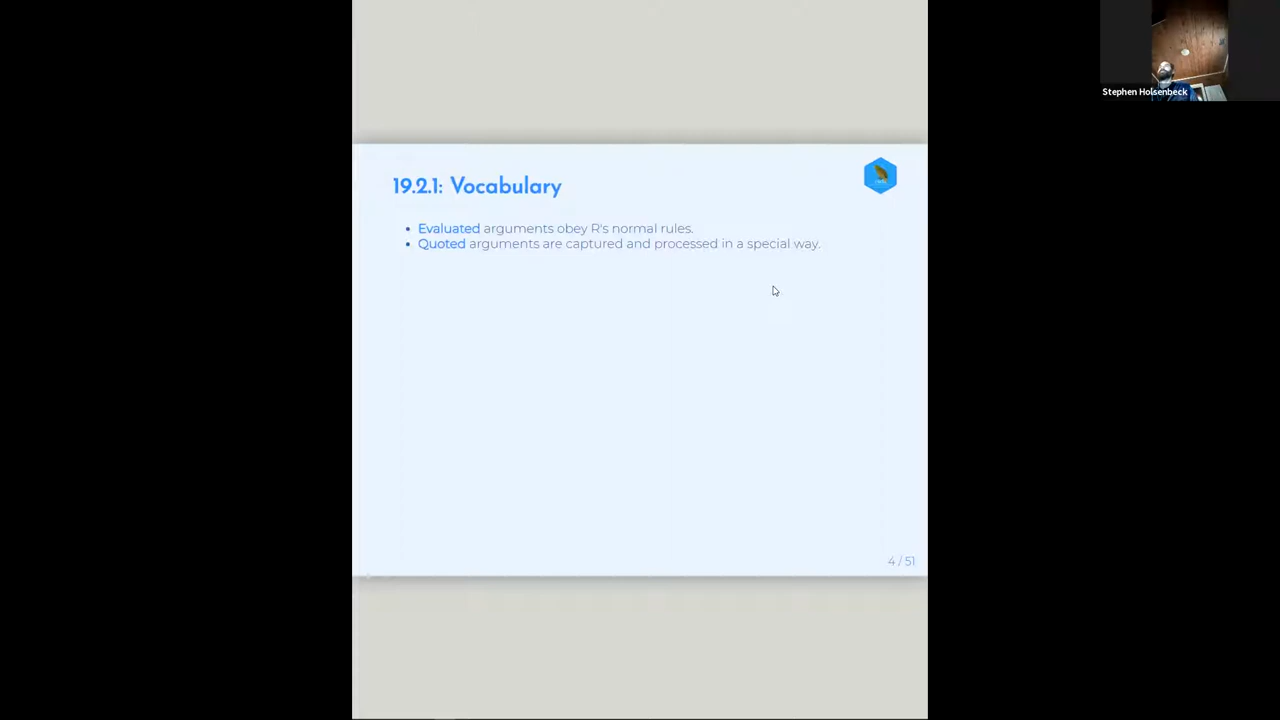 Stephen Holsenbeck
19.2.1: Vocabulary
• Evaluated arguments obey R's normal rules.
• Quoted arguments are captured and processed in a special way.
4 / 51